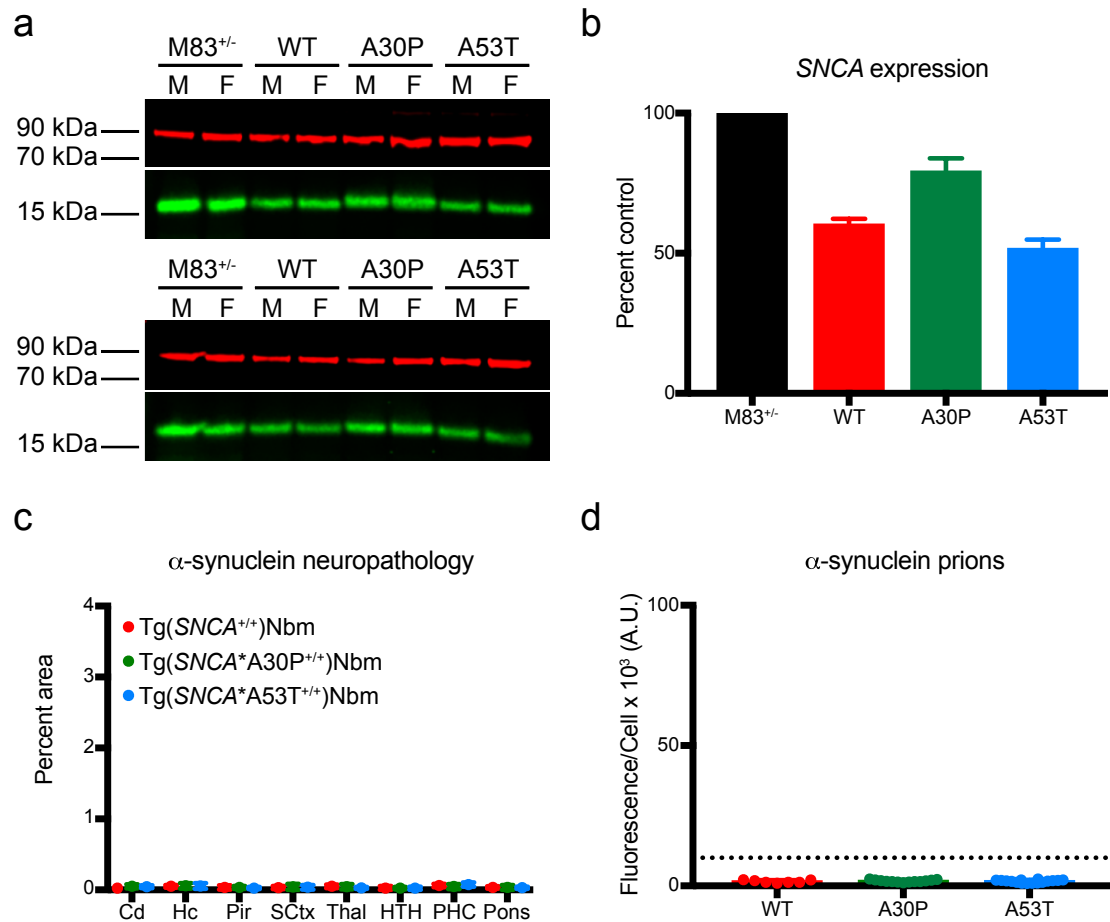 a
M83+/- WT A30P A53T
M F M F M F M F
90 kDa
70 kDa
15 kDa
M83+/- WT A30P A53T
M F M F M F M F
90 kDa
70 kDa
15 kDa
b
SNCA expression
Percent control
100
50
0
M83+/- WT A30P A53T
c
α-synuclein neuropathology
Percent area
4
3
2
1
0
Tg(SNCA+/+)Nbm
Tg(SNCA*A30P+/+)Nbm
Tg(SNCA*A53T+/+)Nbm
Cd Hc Pir SCtx Thal HTH PHC Pons
d
α-synuclein prions
Fluorescence/Cell x 10³ (A.U.)
100
50
0
WT A30P A53T